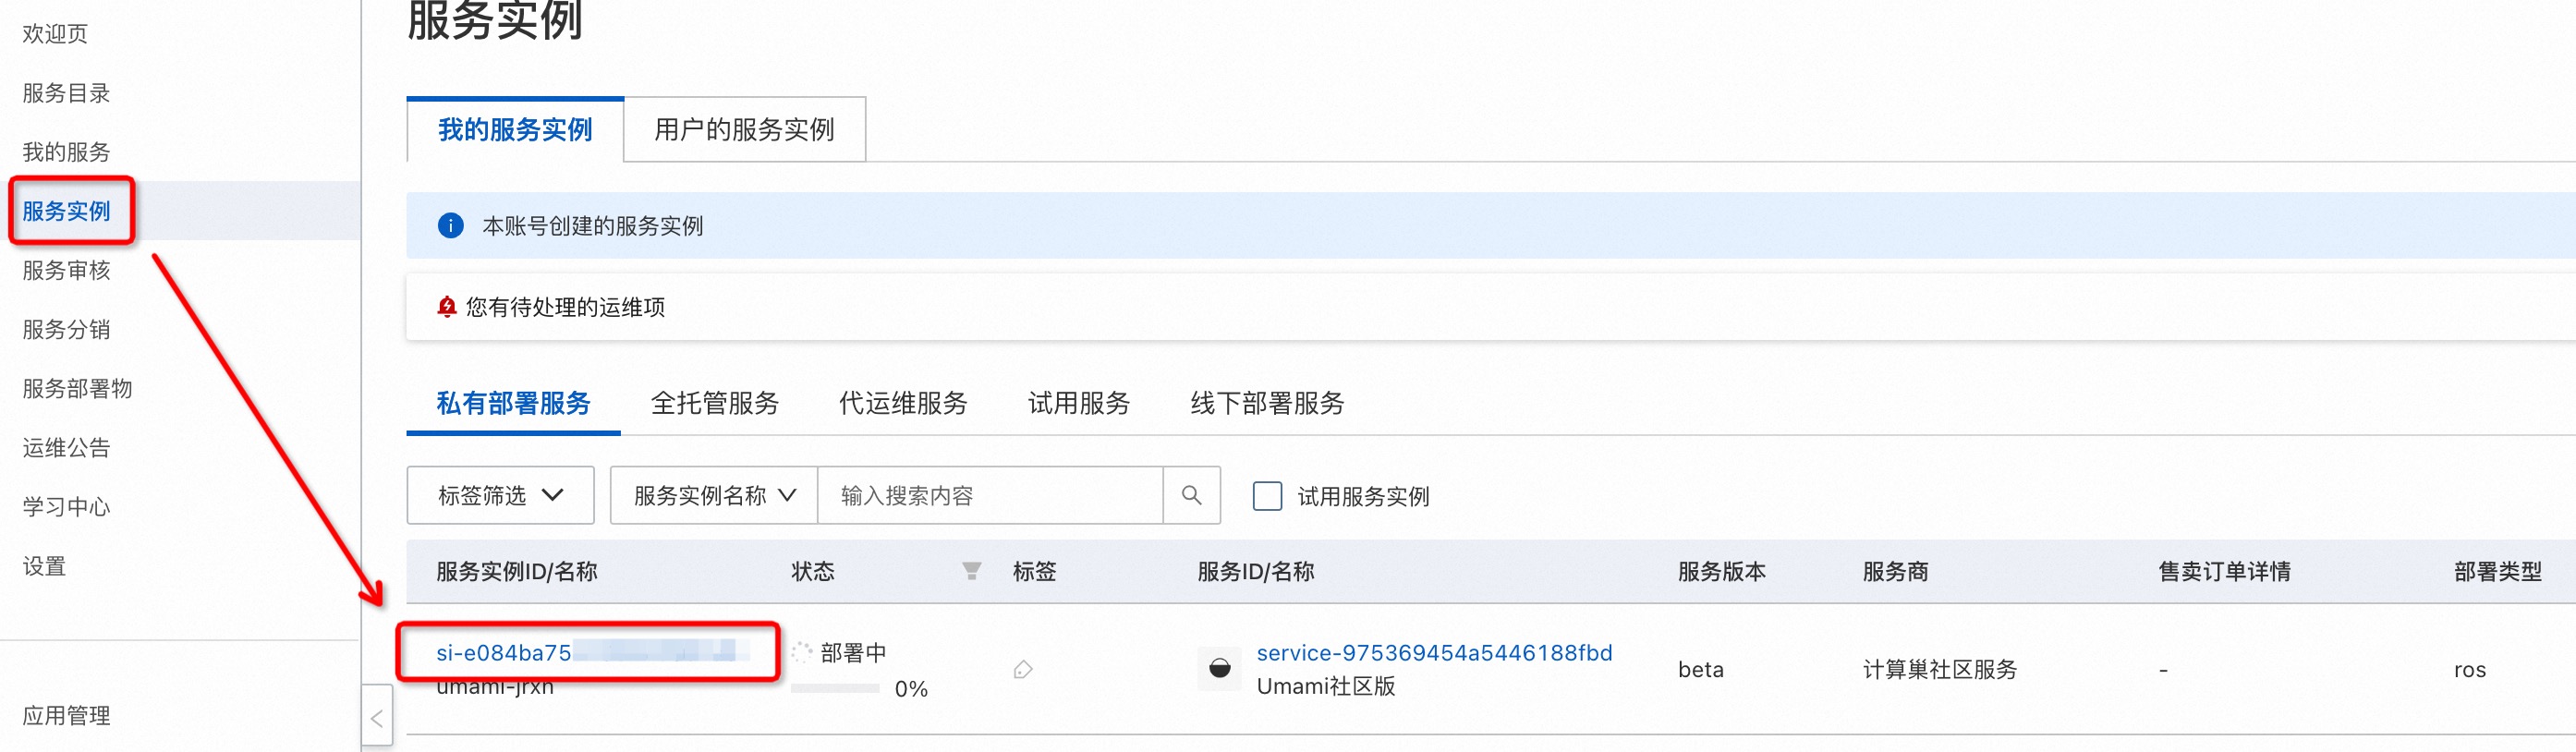 服务实例
欢迎页
服务目录
我的服务
服务实例
服务审核
服务分销
服务部署物
运维公告
学习中心
设置
应用管理
我的服务实例
用户的服务实例
本账号创建的服务实例
您有待处理的运维项
私有部署服务
全托管服务
代运维服务
试用服务
线下部署服务
标签筛选
服务实例名称
输入搜索内容
试用服务实例
服务实例ID/名称
状态
标签
服务ID/名称
服务版本
服务商
售卖订单详情
部署类型
si-e084ba75
umami-jrxn
部署中
0%
service-975369454a5446188fbd
Umami社区版
beta
计算巢社区服务
-
ros